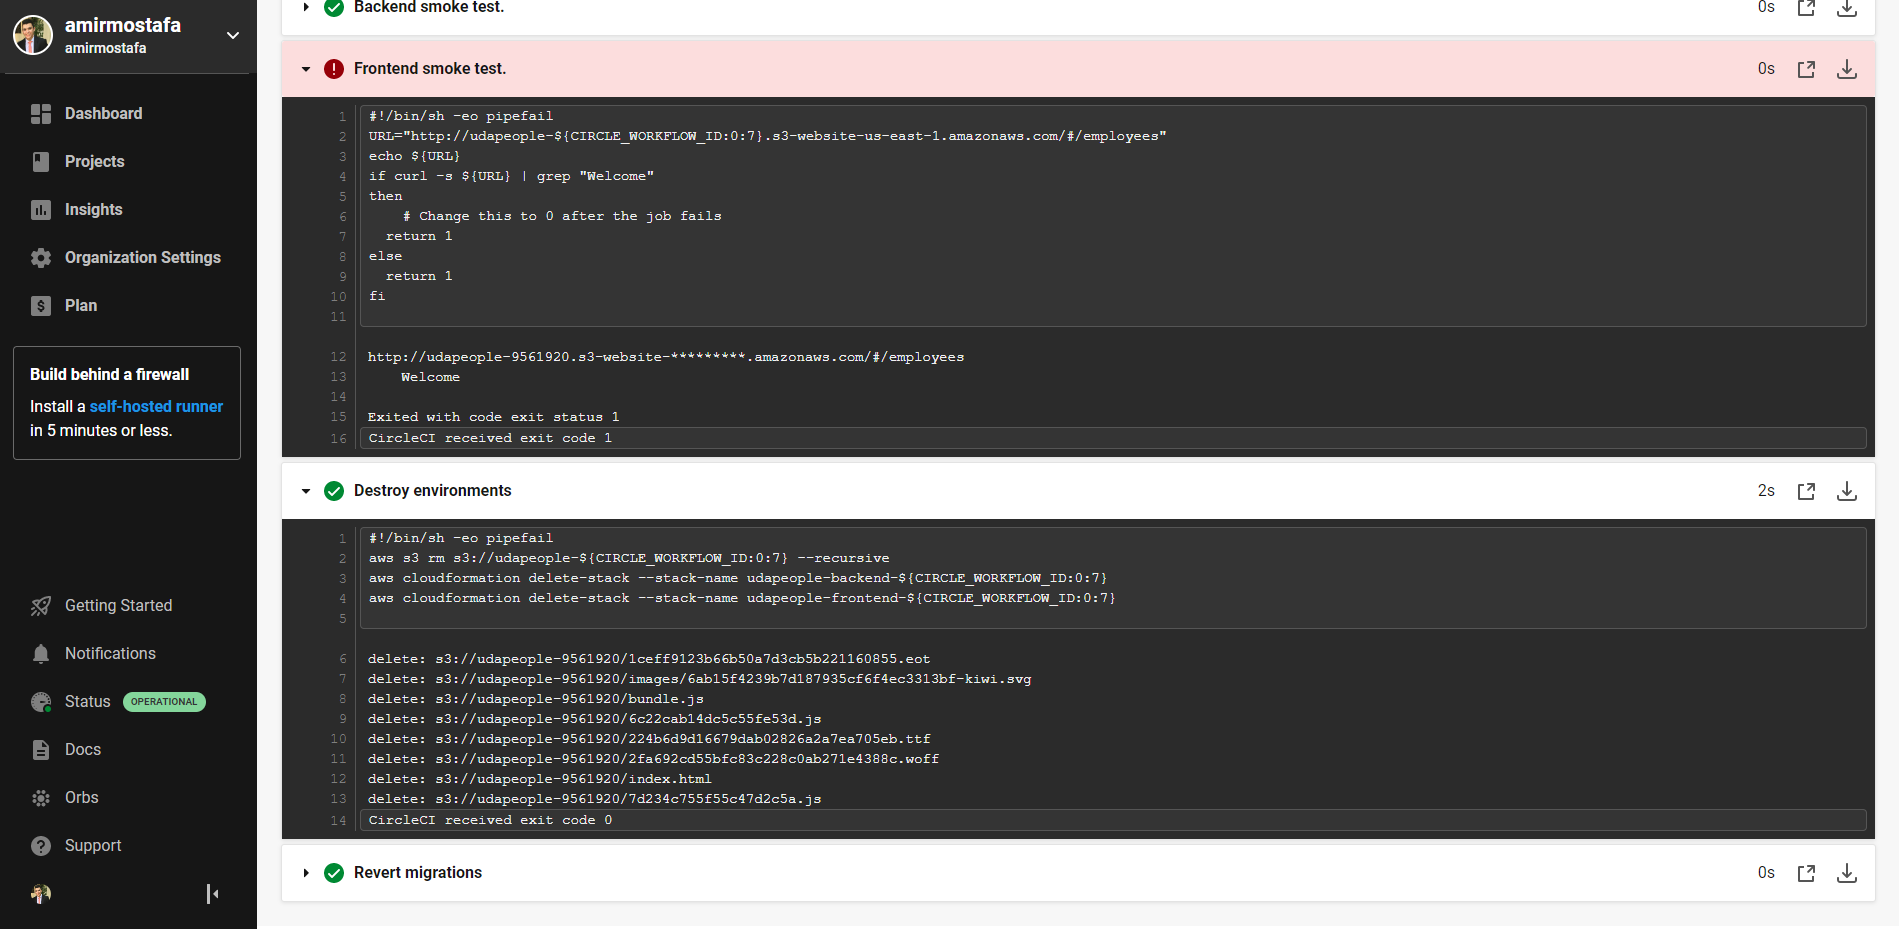 amirmostafa
amirmostafa
Dashboard
Projects
Insights
Organization Settings
Plan
Build behind a firewall
Install a self-hosted runner
in 5 minutes or less.
Getting Started
Notifications
Status OPERATIONAL
Docs
Orbs
Support
Backend smoke test. 0s
Frontend smoke test. 0s
1 #!/bin/sh -eo pipefail
2 URL="http://udapeople-${CIRCLE_WORKFLOW_ID:0:7}.s3-website-us-east-1.amazonaws.com/#/employees"
3 echo ${URL}
4 if curl -s ${URL} | grep "Welcome"
5 then
6 # Change this to 0 after the job fails
7 return 1
8 else
9 return 1
10 fi
11
12 http://udapeople-9561920.s3-website-*********.amazonaws.com/#/employees
13 Welcome
14
15 Exited with code exit status 1
16 CircleCI received exit code 1
Destroy environments 2s
1 #!/bin/sh -eo pipefail
2 aws s3 rm s3://udapeople-${CIRCLE_WORKFLOW_ID:0:7} --recursive
3 aws cloudformation delete-stack --stack-name udapeople-backend-${CIRCLE_WORKFLOW_ID:0:7}
4 aws cloudformation delete-stack --stack-name udapeople-frontend-${CIRCLE_WORKFLOW_ID:0:7}
5
6 delete: s3://udapeople-9561920/1ceff9123b66b50a7d3cb5b221160855.eot
7 delete: s3://udapeople-9561920/images/6ab15f4239b7d187935cf6f4ec3313bf-kiwi.svg
8 delete: s3://udapeople-9561920/bundle.js
9 delete: s3://udapeople-9561920/6c22cab14dc5c55fe53d.js
10 delete: s3://udapeople-9561920/224b6d9d16679dab02826a2a7ea705eb.ttf
11 delete: s3://udapeople-9561920/2fa692cd55bfc83c228c0ab271e4388c.woff
12 delete: s3://udapeople-9561920/index.html
13 delete: s3://udapeople-9561920/7d234c755f55c47d2c5a.js
14 CircleCI received exit code 0
Revert migrations 0s